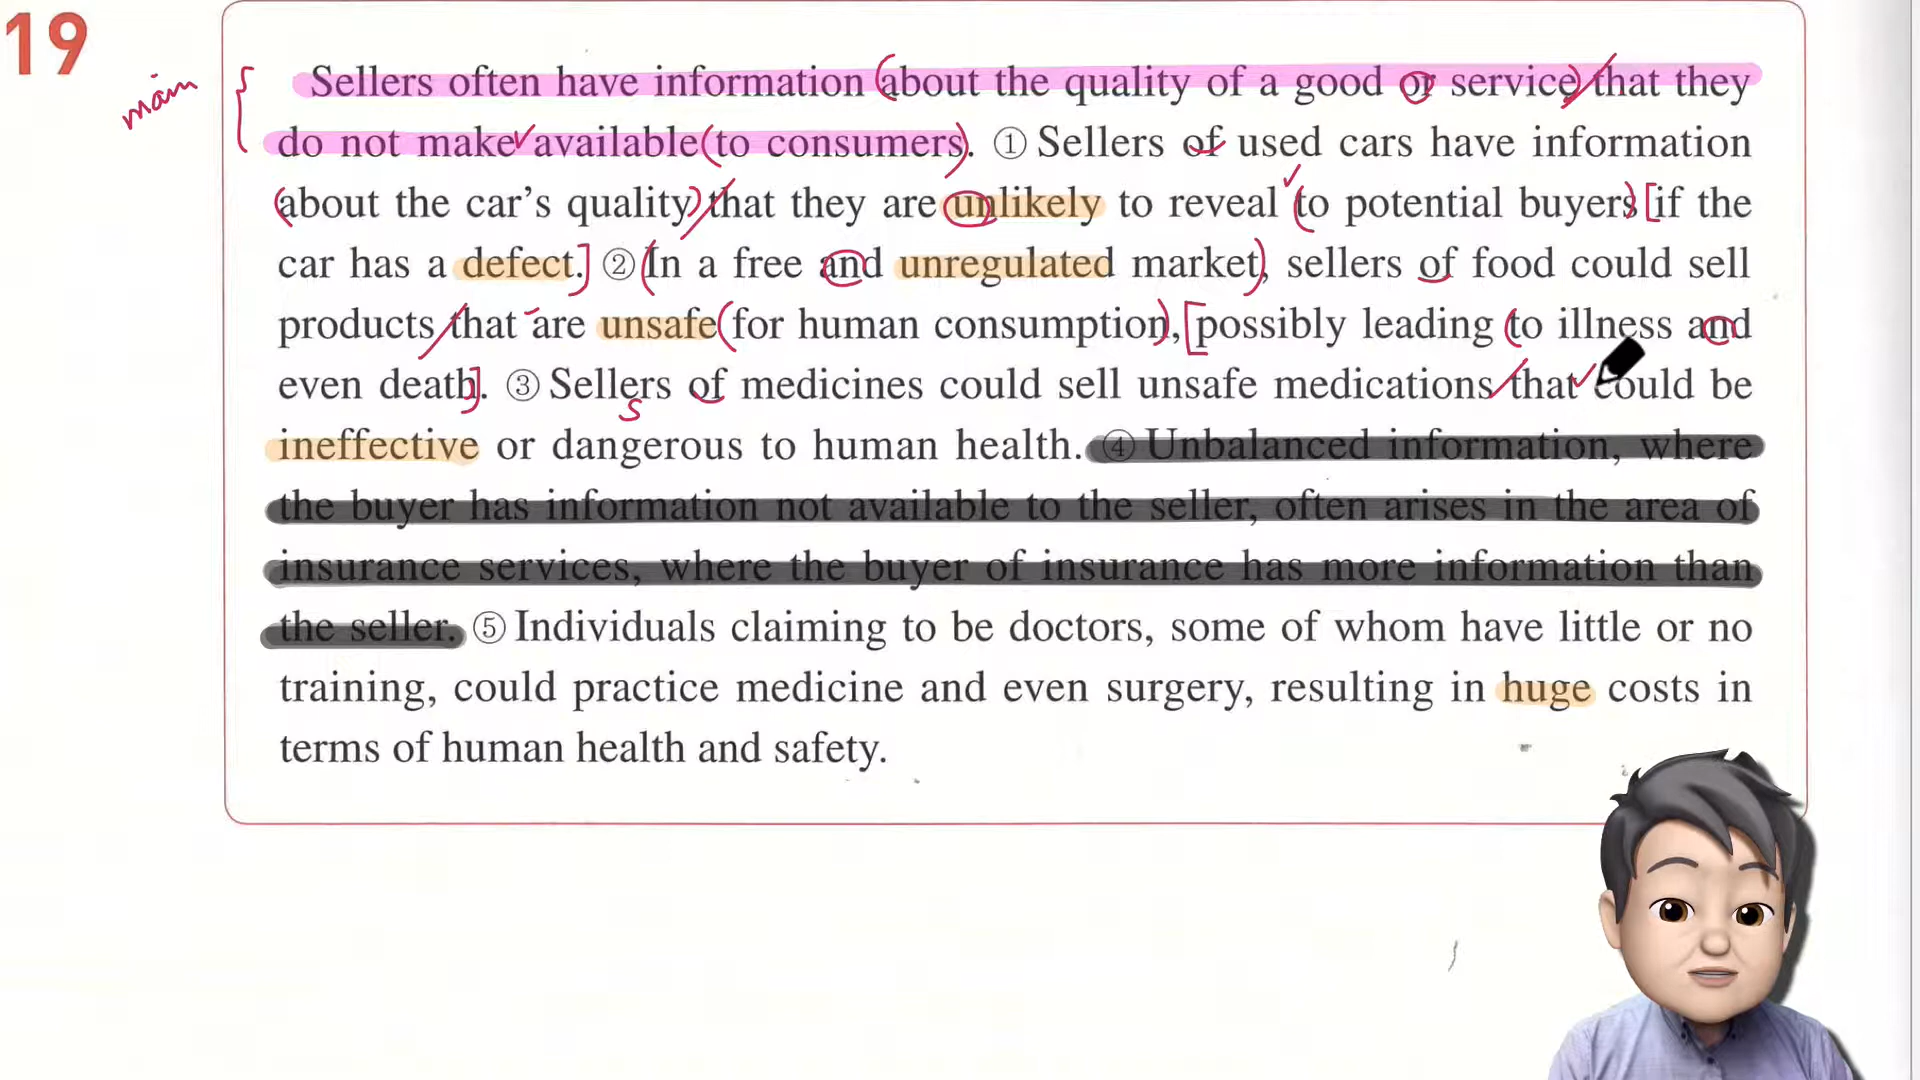 19
main
Sellers often have information about the quality of a good or service that they
do not make available to consumers. ① Sellers of used cars have information
about the car's quality that they are unlikely to reveal to potential buyers if the
car has a defect. ② In a free and unregulated market, sellers of food could sell
products that are unsafe for human consumption, possibly leading to illness and
even death. ③ Sellers of medicines could sell unsafe medications that could be
s
ineffective or dangerous to human health. ④ Unbalanced information, where
the buyer has information not available to the seller, often arises in the area of
insurance services, where the buyer of insurance has more information than
the seller. ⑤ Individuals claiming to be doctors, some of whom have little or no
training, could practice medicine and even surgery, resulting in huge costs in
terms of human health and safety.